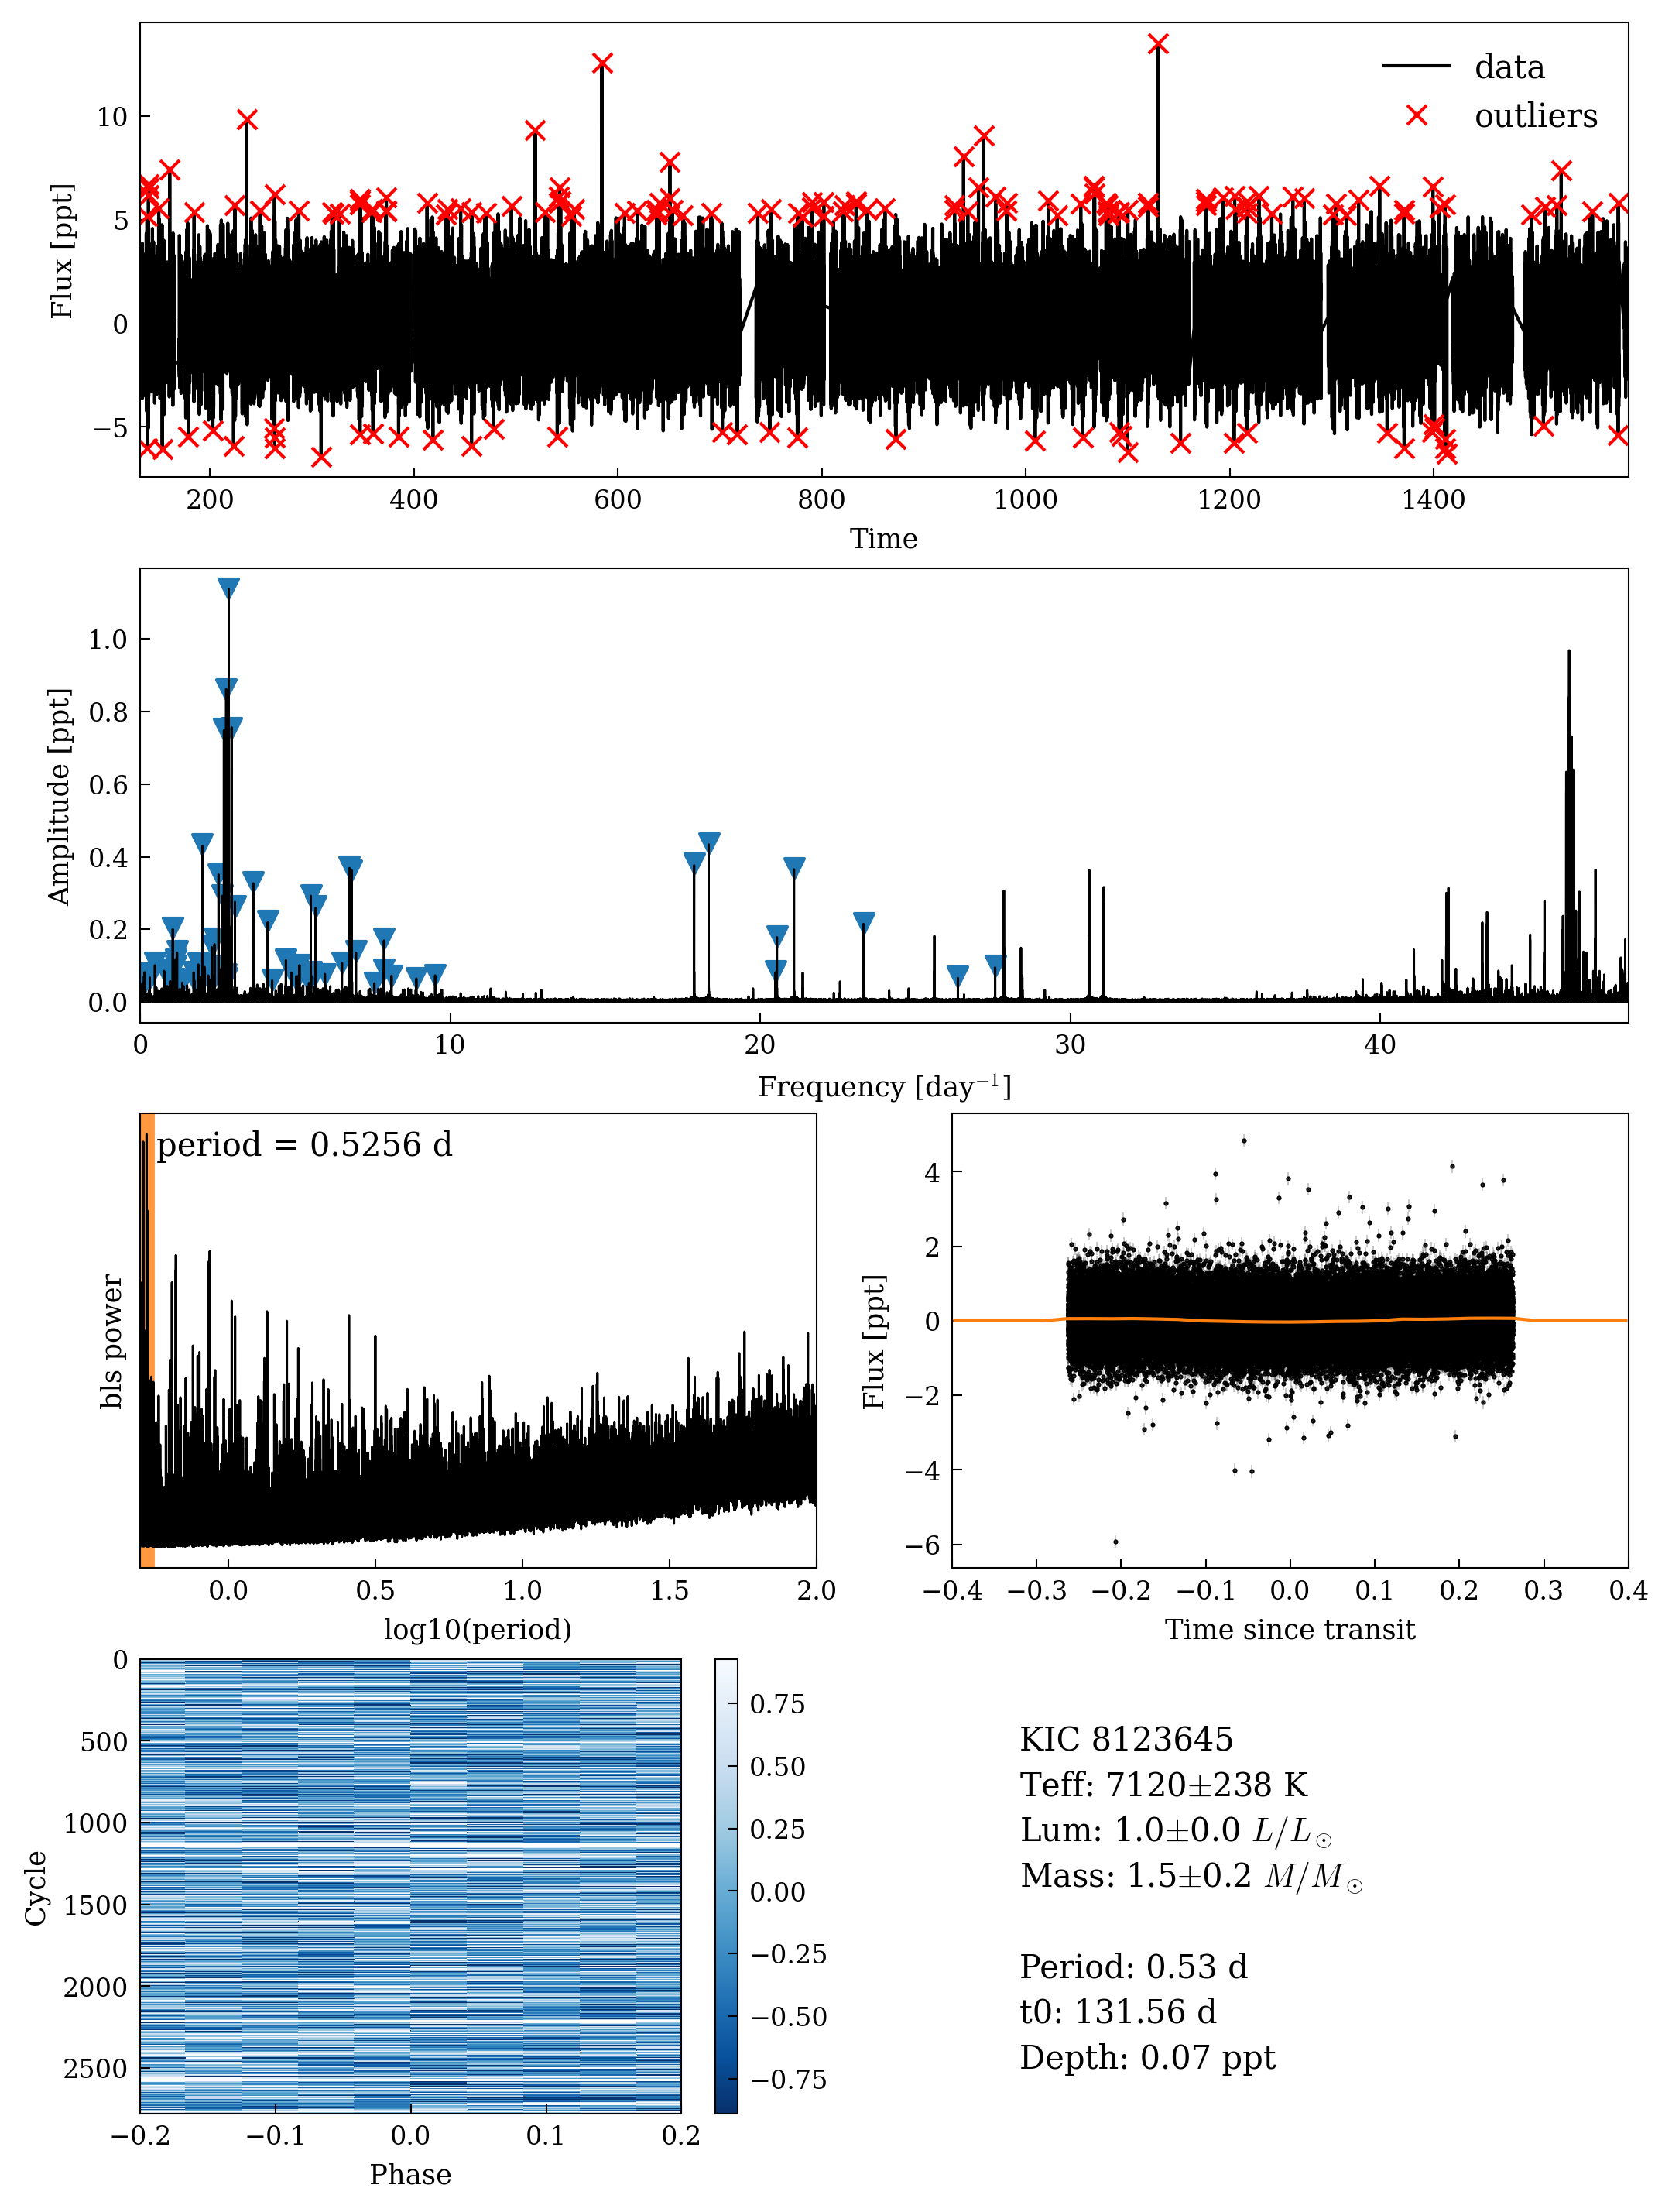 data
outliers
10
5
0
−5
Flux [ppt]
200 400 600 800 1000 1200 1400
Time
1.0
0.8
0.6
0.4
0.2
0.0
Amplitude [ppt]
0 10 20 30 40
Frequency [day⁻¹]
period = 0.5256 d
bls power
0.0 0.5 1.0 1.5 2.0
log10(period)
4
2
0
−2
−4
−6
Flux [ppt]
−0.4 −0.3 −0.2 −0.1 0.0 0.1 0.2 0.3 0.4
Time since transit
0
500
1000
1500
2000
2500
Cycle
−0.2 −0.1 0.0 0.1 0.2
Phase
0.75
0.50
0.25
0.00
−0.25
−0.50
−0.75
KIC 8123645
Teff: 7120±238 K
Lum: 1.0±0.0 L/L⊙
Mass: 1.5±0.2 M/M⊙
Period: 0.53 d
t0: 131.56 d
Depth: 0.07 ppt